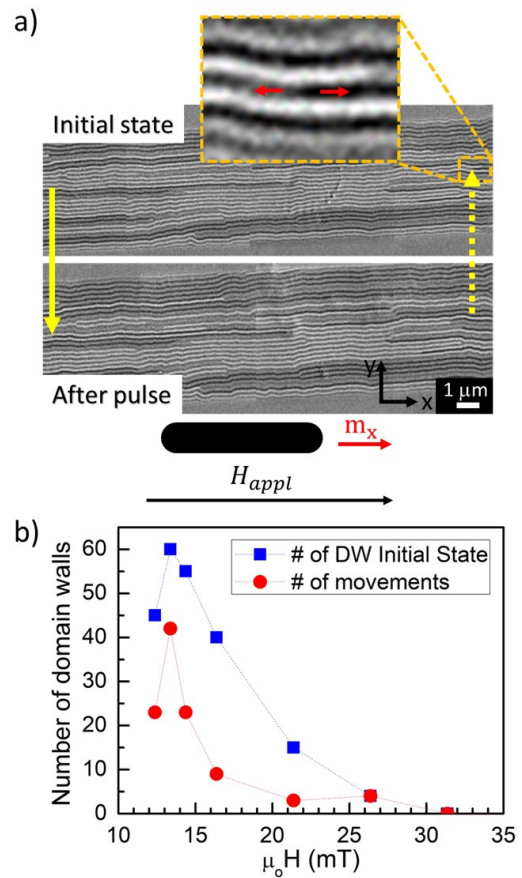 a)
Initial state
After pulse
y
x
1 μm
mₓ
H_appl
b)
# of DW Initial State
# of movements
Number of domain walls
60
50
40
30
20
10
0
10 15 20 25 30 35
μ₀H (mT)